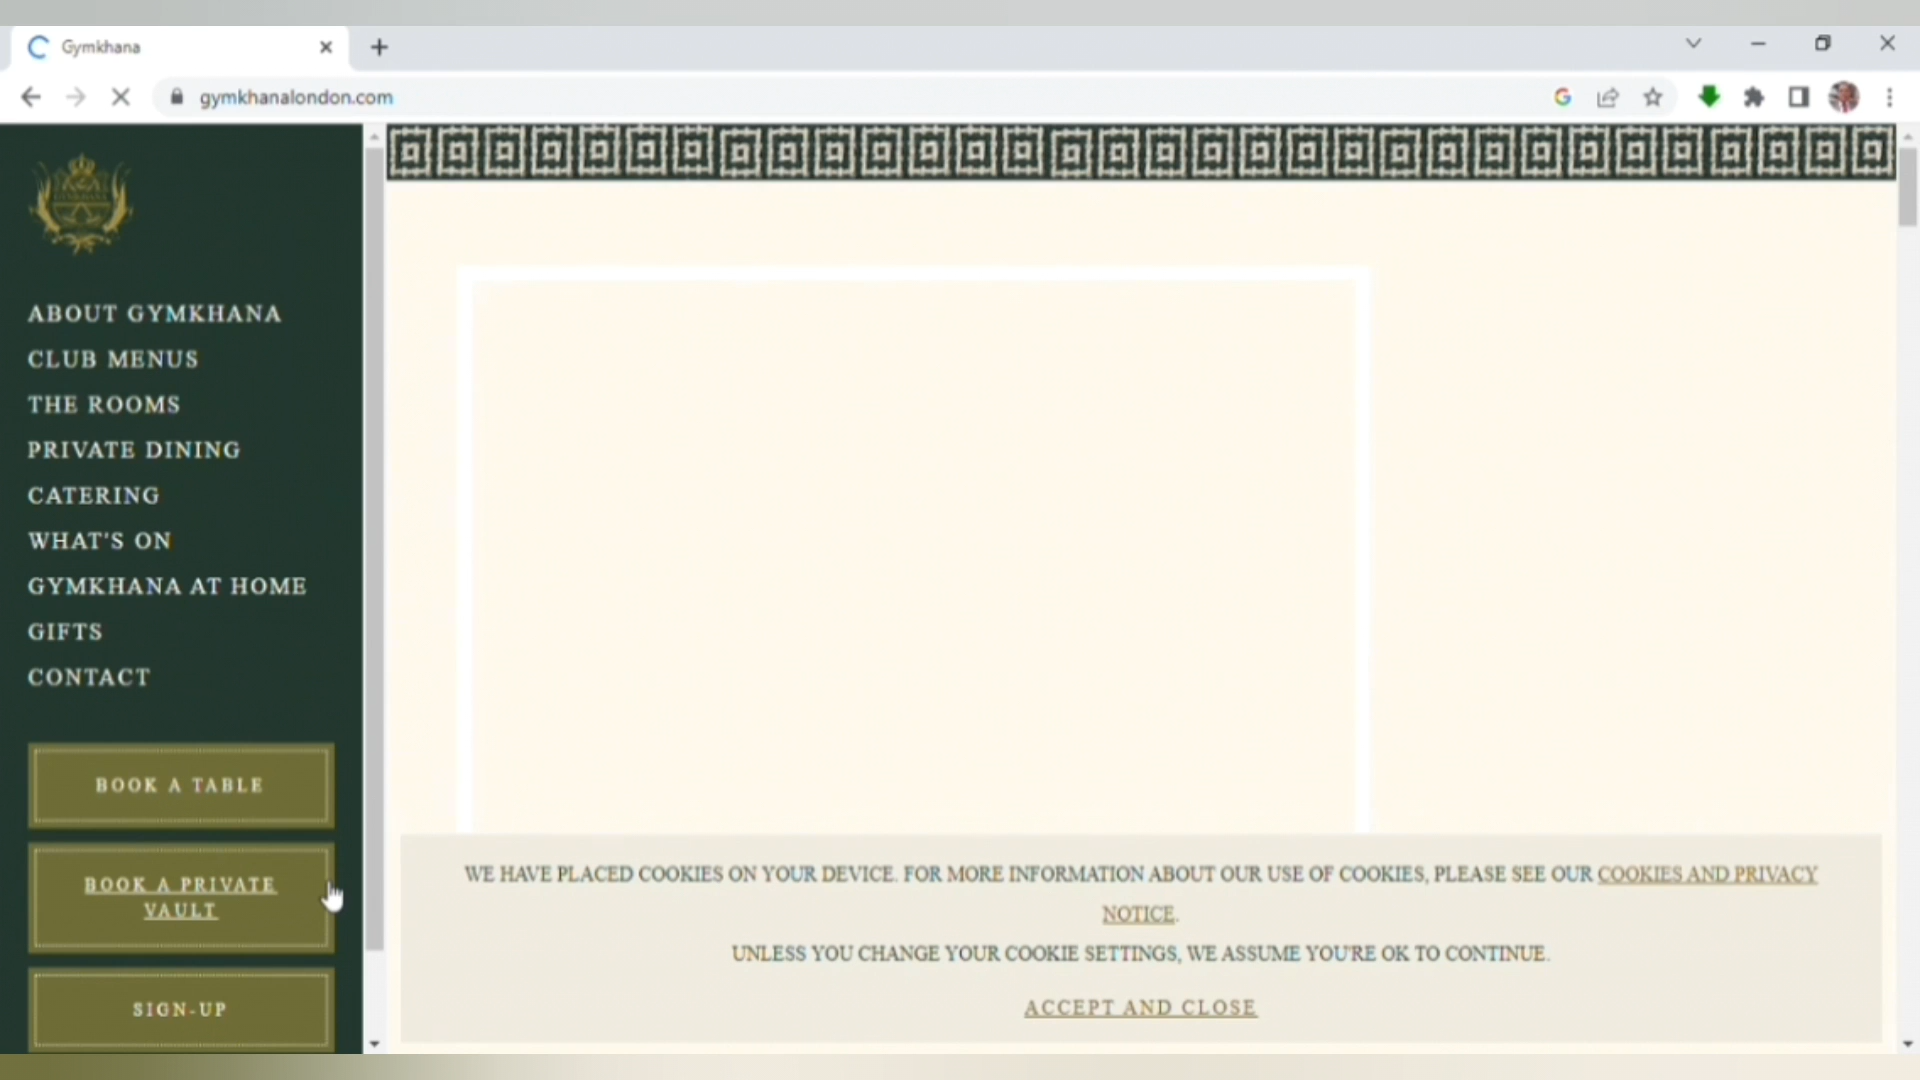 Gymkhana
gymkhanalondon.com
GYMKHANA
ABOUT GYMKHANA
CLUB MENUS
THE ROOMS
PRIVATE DINING
CATERING
WHAT'S ON
GYMKHANA AT HOME
GIFTS
CONTACT
BOOK A TABLE
BOOK A PRIVATE
VAULT
SIGN-UP
WE HAVE PLACED COOKIES ON YOUR DEVICE. FOR MORE INFORMATION ABOUT OUR USE OF COOKIES, PLEASE SEE OUR COOKIES AND PRIVACY
NOTICE.
UNLESS YOU CHANGE YOUR COOKIE SETTINGS, WE ASSUME YOU'RE OK TO CONTINUE.
ACCEPT AND CLOSE